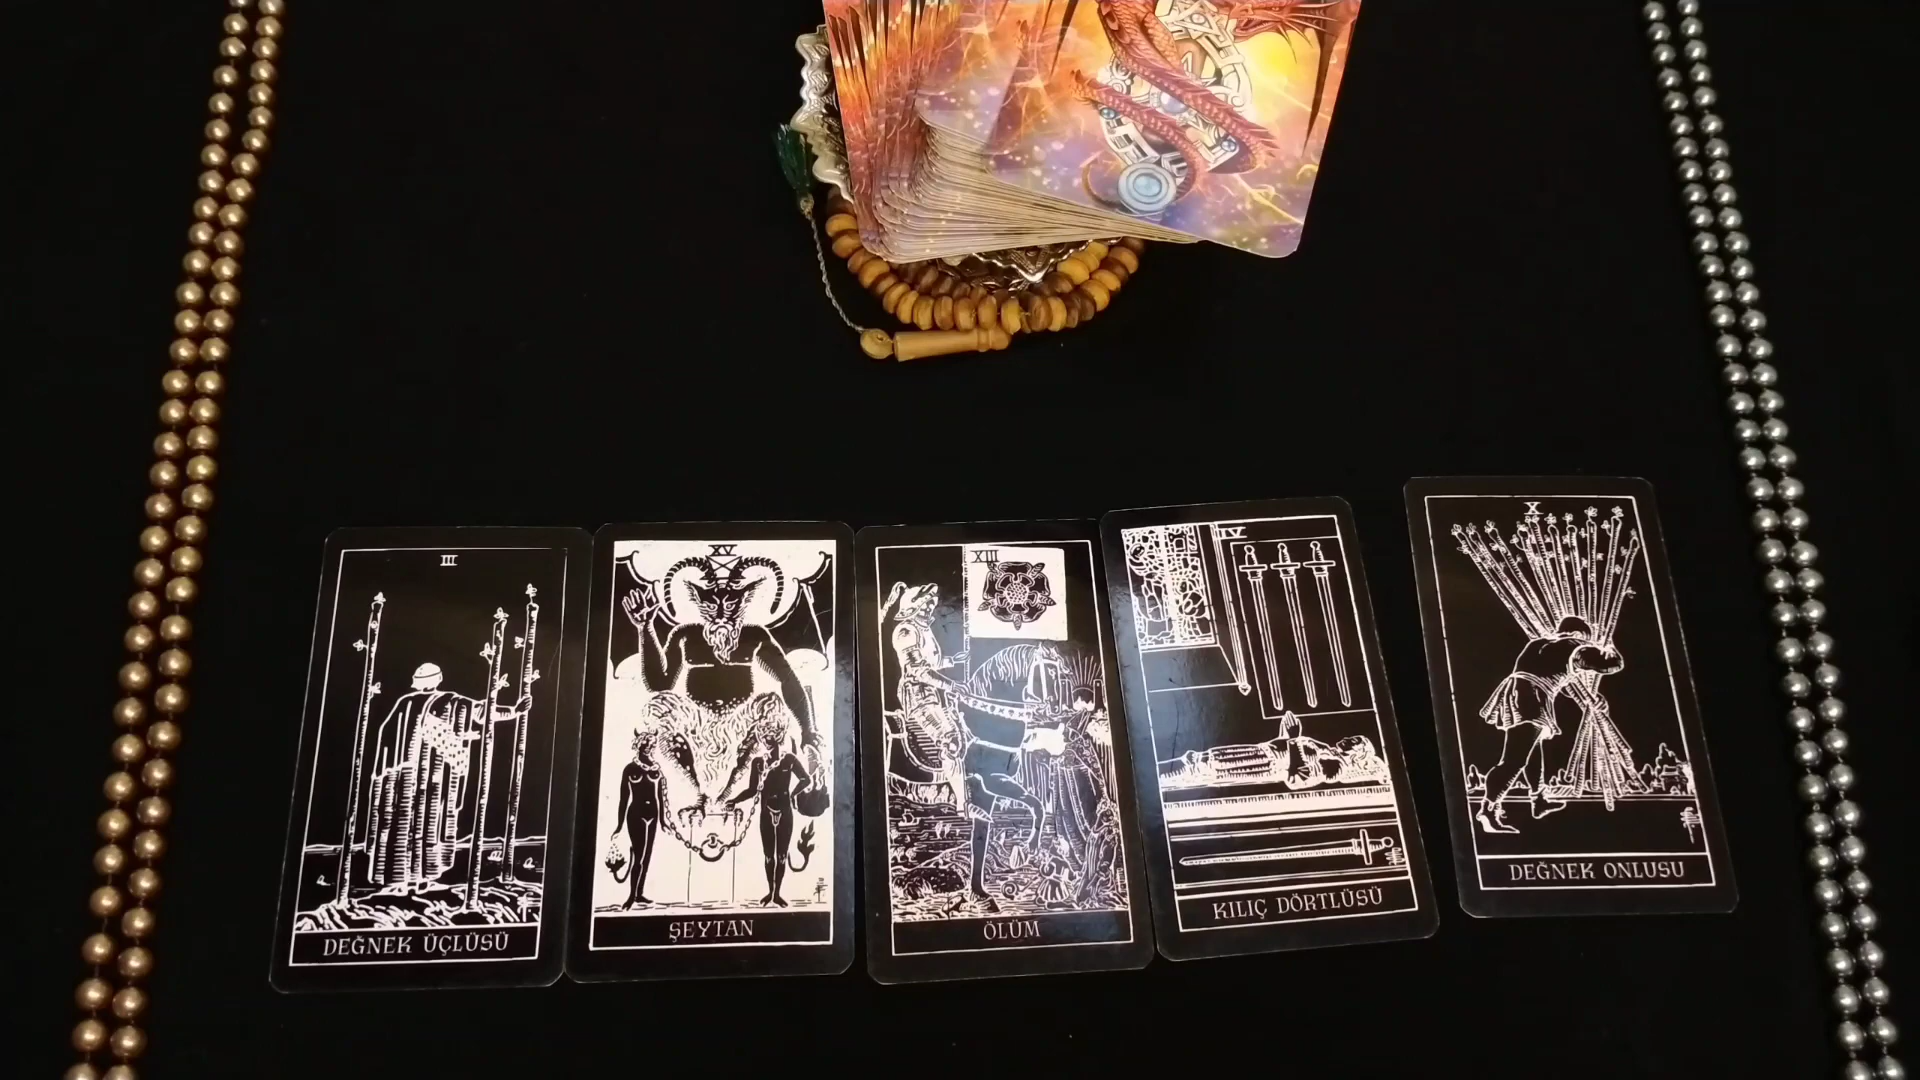 III
DEĞNEK ÜÇLÜSÜ
XV
ŞEYTAN
XIII
ÖLÜM
IV
KILIÇ DÖRTLÜSÜ
X
DEĞNEK ONLUSU